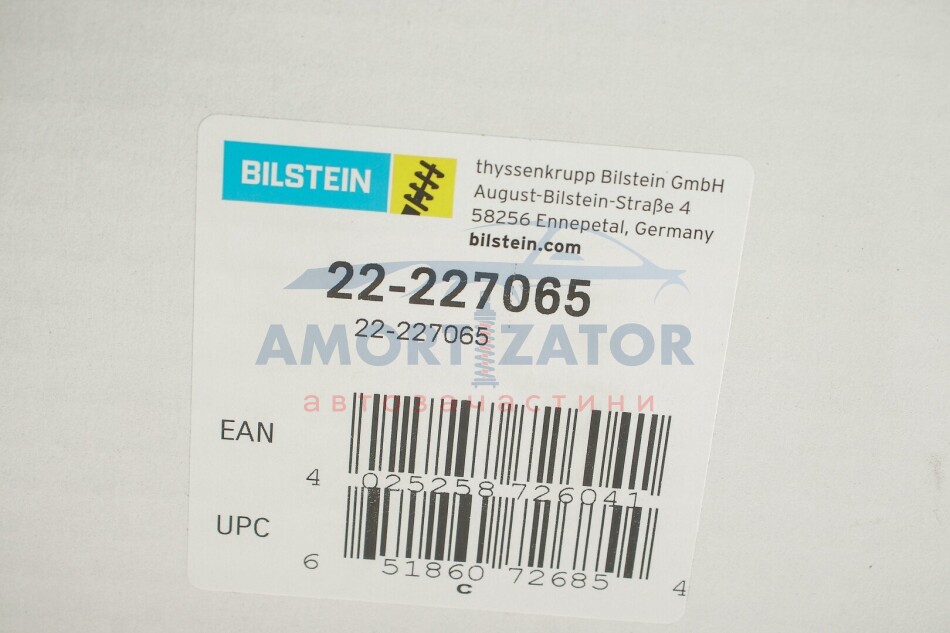 BILSTEIN
thyssenkrupp Bilstein GmbH
August-Bilstein-Straße 4
58256 Ennepetal, Germany
bilstein.com
22-227065
22-227065
AMORTIZATOR
автозачастини
EAN
4 025258 726041
UPC
6 51860 72685 4
c